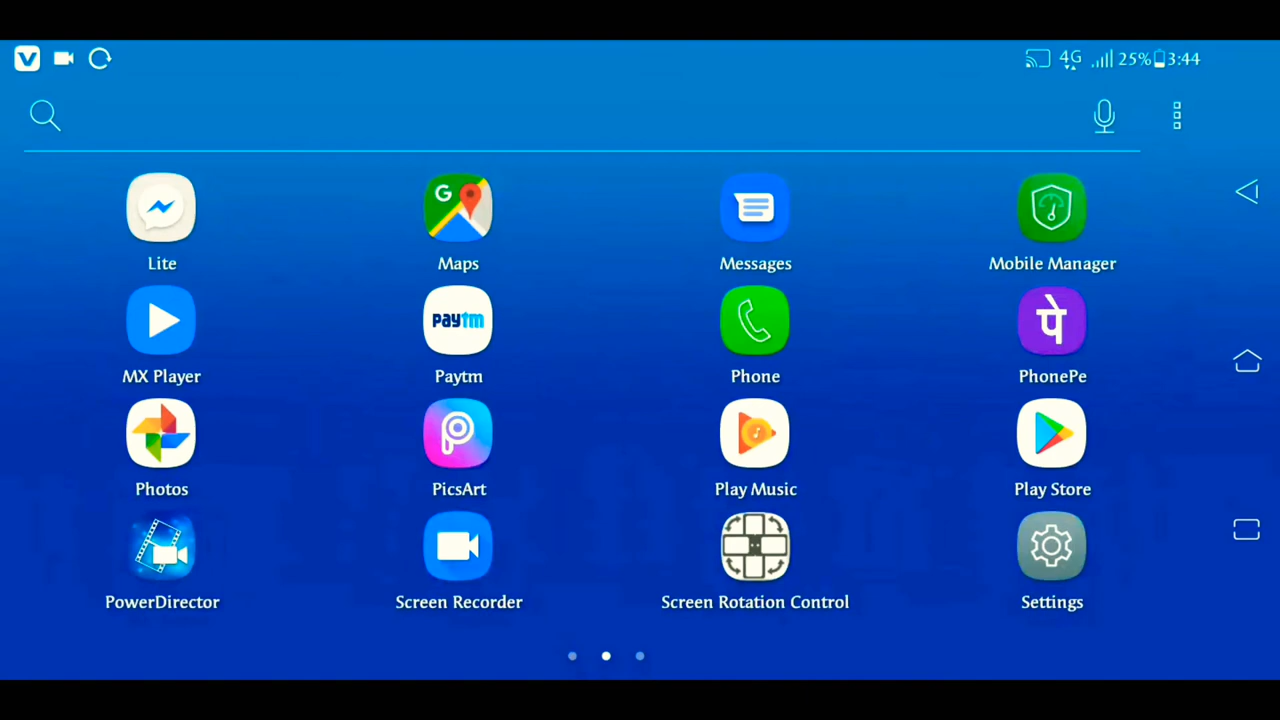 4G 25% 3:44
Lite Maps Messages Mobile Manager
paytm पे
MX Player Paytm Phone PhonePe
Photos PicsArt Play Music Play Store
PowerDirector Screen Recorder Screen Rotation Control Settings